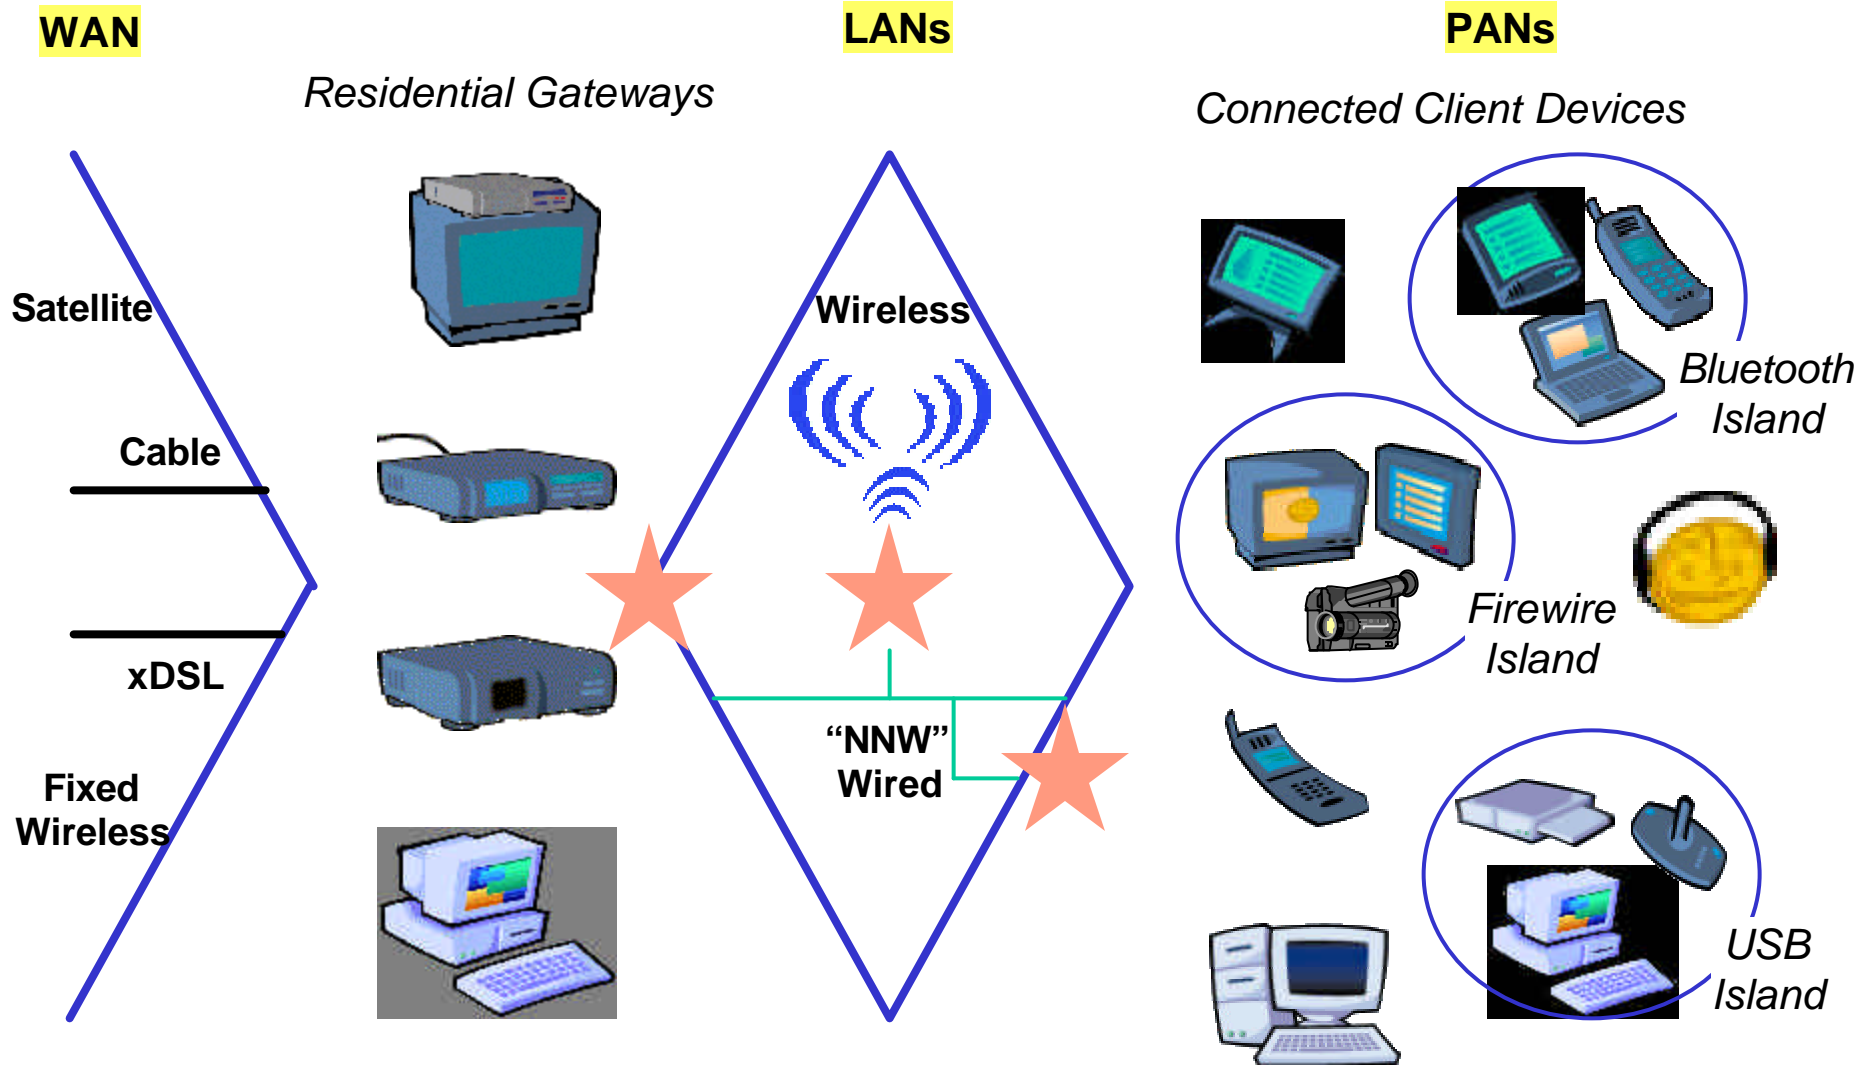 WAN
LANs
PANs
Residential Gateways
Connected Client Devices
Satellite
Cable
xDSL
Fixed
Wireless
Wireless
“NNW”
Wired
Bluetooth
Island
Firewire
Island
USB
Island